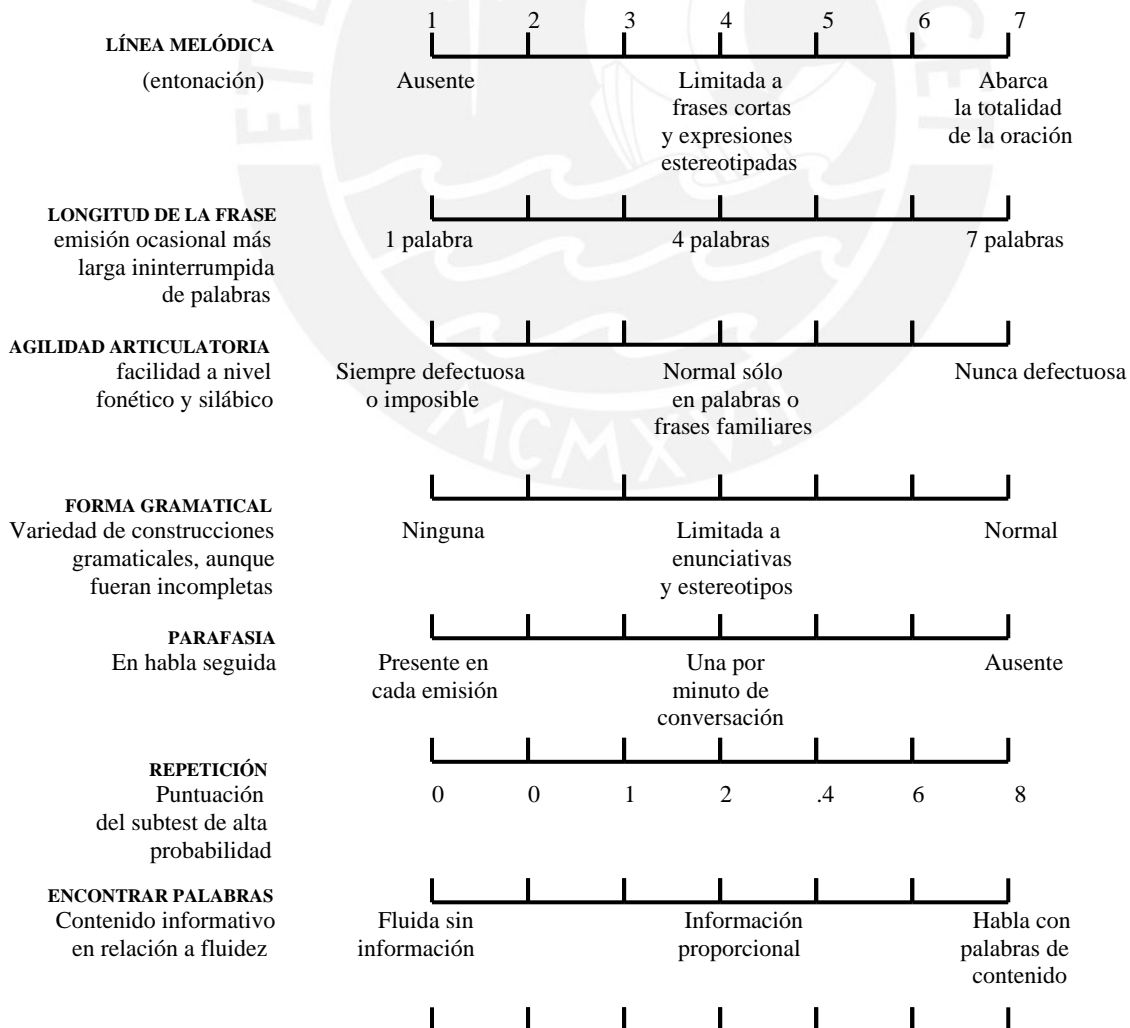 1 2 3 4 5 6 7
LÍNEA MELÓDICA
(entonación) Ausente Limitada a Abarca
frases cortas la totalidad
y expresiones de la oración
estereotipadas
LONGITUD DE LA FRASE
emisión ocasional más 1 palabra 4 palabras 7 palabras
larga ininterrumpida
de palabras
AGILIDAD ARTICULATORIA
facilidad a nivel Siempre defectuosa Normal sólo Nunca defectuosa
fonético y silábico o imposible en palabras o
frases familiares
FORMA GRAMATICAL
Variedad de construcciones Ninguna Limitada a Normal
gramaticales, aunque enunciativas
fueran incompletas y estereotipos
PARAFASIA
En habla seguida Presente en Una por Ausente
cada emisión minuto de
conversación
REPETICIÓN
Puntuación 0 0 1 2 .4 6 8
del subtest de alta
probabilidad
ENCONTRAR PALABRAS
Contenido informativo Fluida sin Información Habla con
en relación a fluidez información proporcional palabras de
contenido
MCMXVII